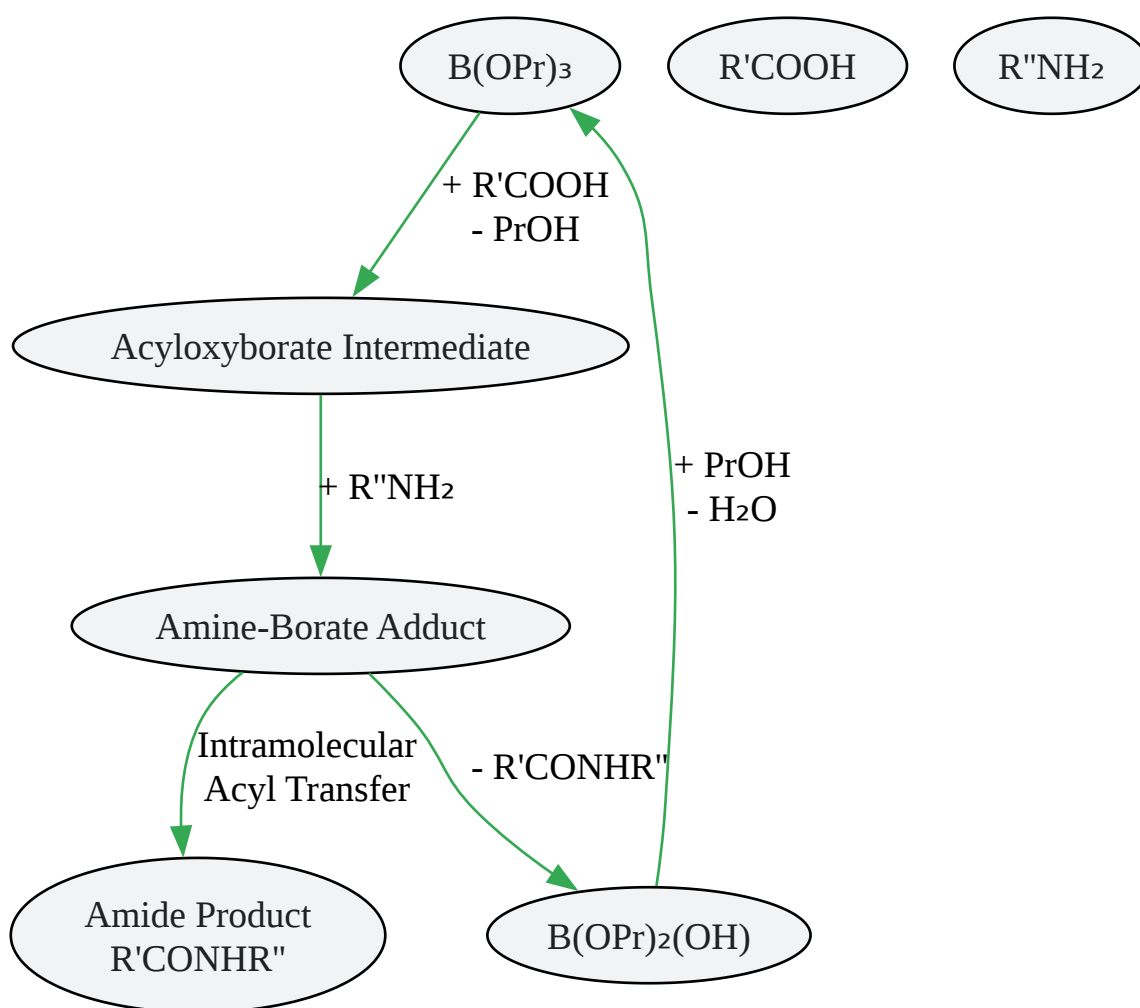 B(OPr)₃
R'COOH
R"NH₂
+ R'COOH
- PrOH
Acyloxyborate Intermediate
+ R"NH₂
+ PrOH
- H₂O
Amine-Borate Adduct
Intramolecular
Acyl Transfer
- R'CONHR"
Amide Product
R'CONHR"
B(OPr)₂(OH)